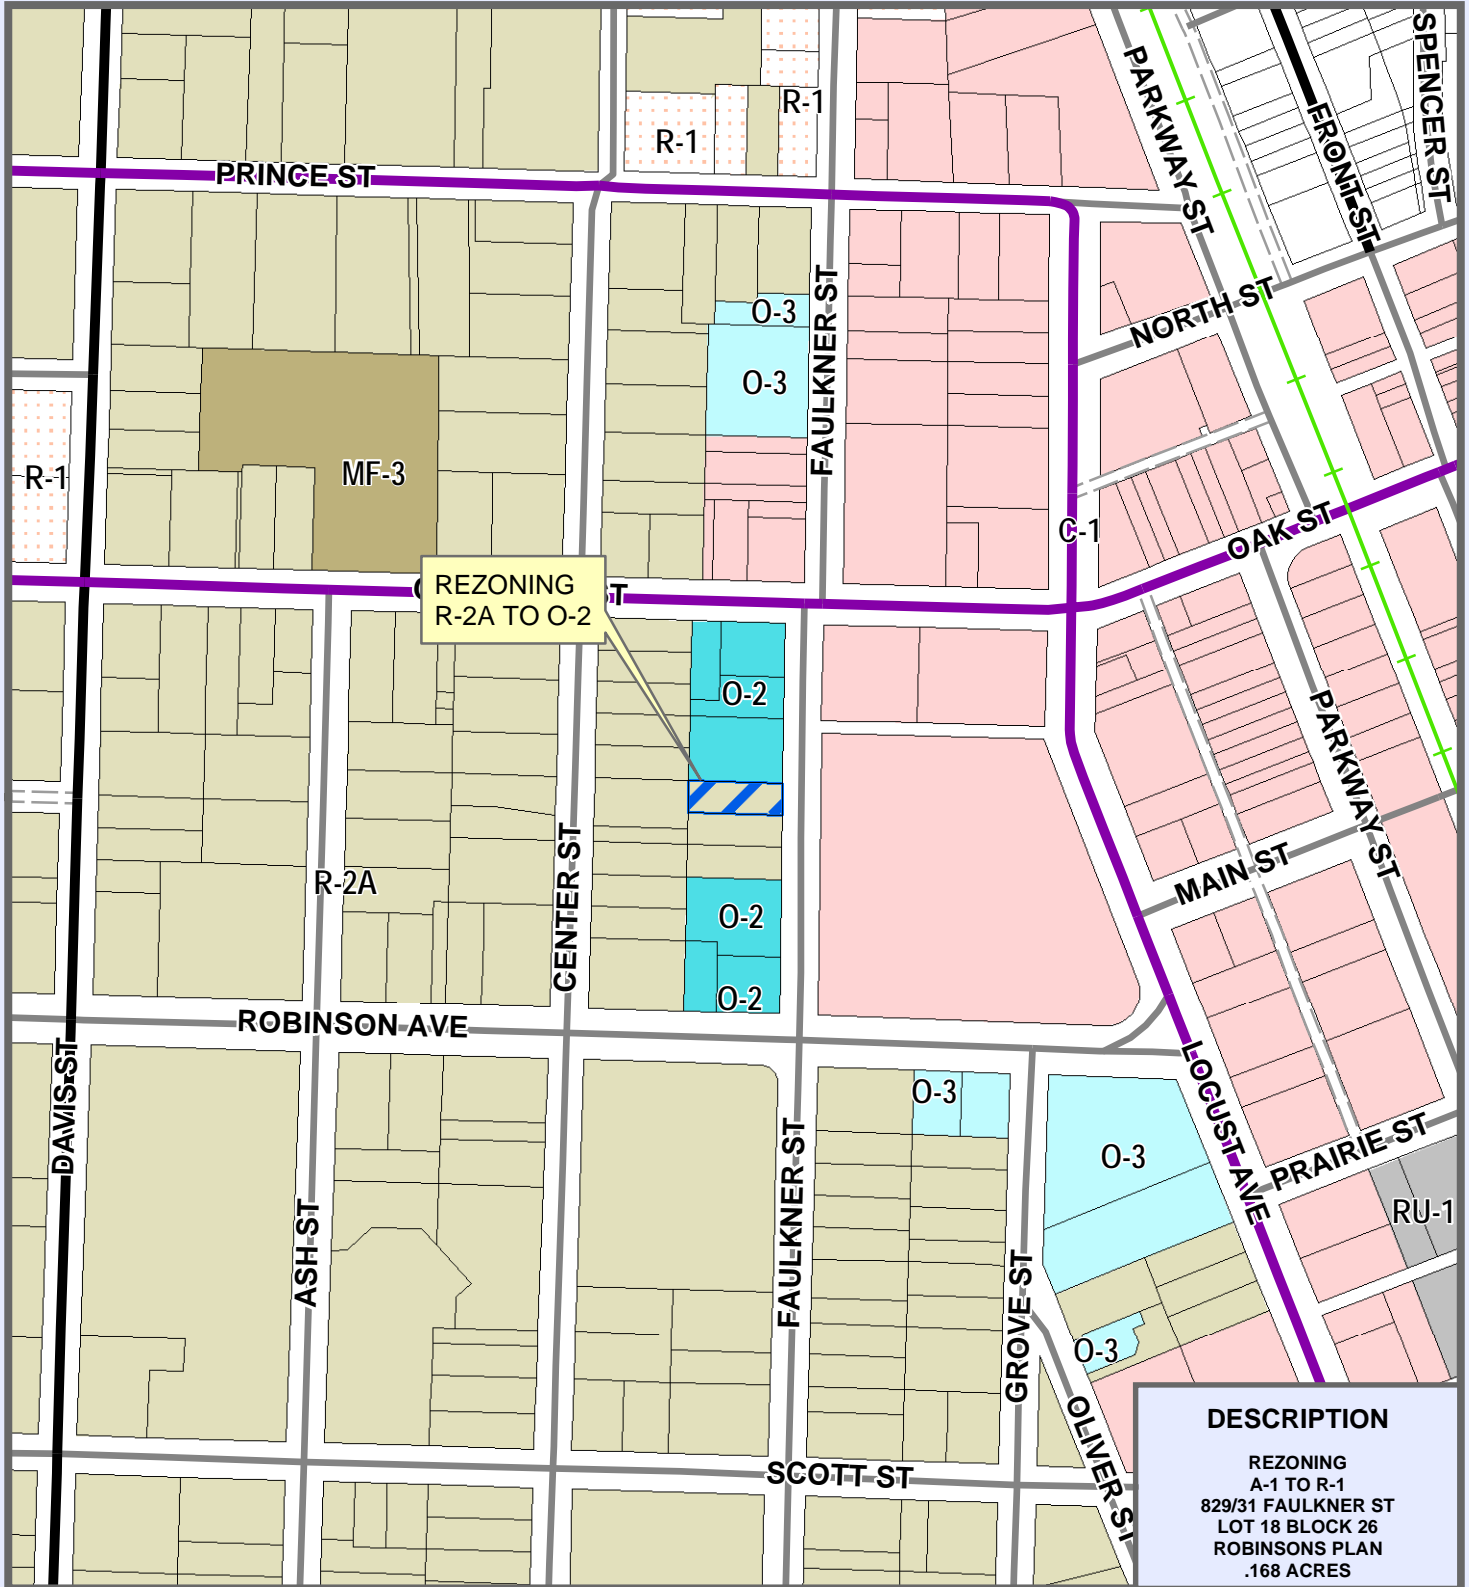 SPENCER ST
PARKWAY ST
FRONT ST
R-1
R-1
PRINCE ST
NORTH ST
O-3
FAULKNER ST
O-3
R-1
MF-3
C-1
OAK ST
REZONING
R-2A TO O-2
ST
O-2
PARKWAY ST
MAIN ST
R-2A
CENTER ST
O-2
O-2
ROBINSON AVE
DAVIS ST
LOCUST AVE
O-3
O-3
PRAIRIE ST
RU-1
ASH ST
FAULKNER ST
GROVE ST
O-3
OLIVER ST
SCOTT ST
DESCRIPTION
REZONING
A-1 TO R-1
829/31 FAULKNER ST
LOT 18 BLOCK 26
ROBINSONS PLAN
.168 ACRES